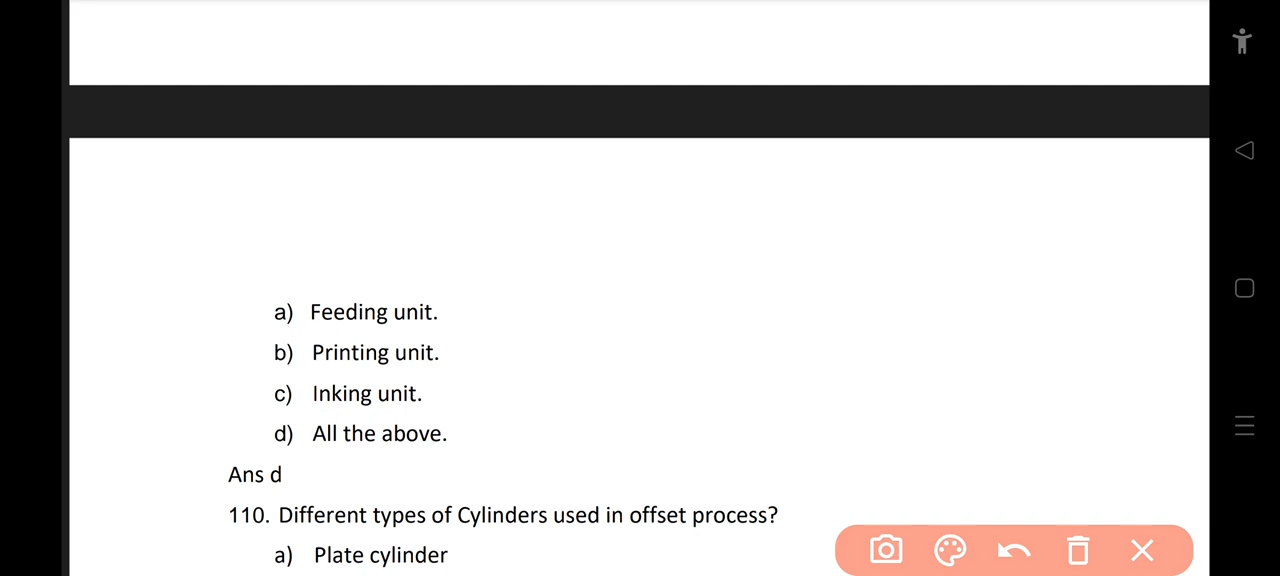 a) Feeding unit.
b) Printing unit.
c) Inking unit.
d) All the above.
Ans d
110. Different types of Cylinders used in offset process?
a) Plate cylinder